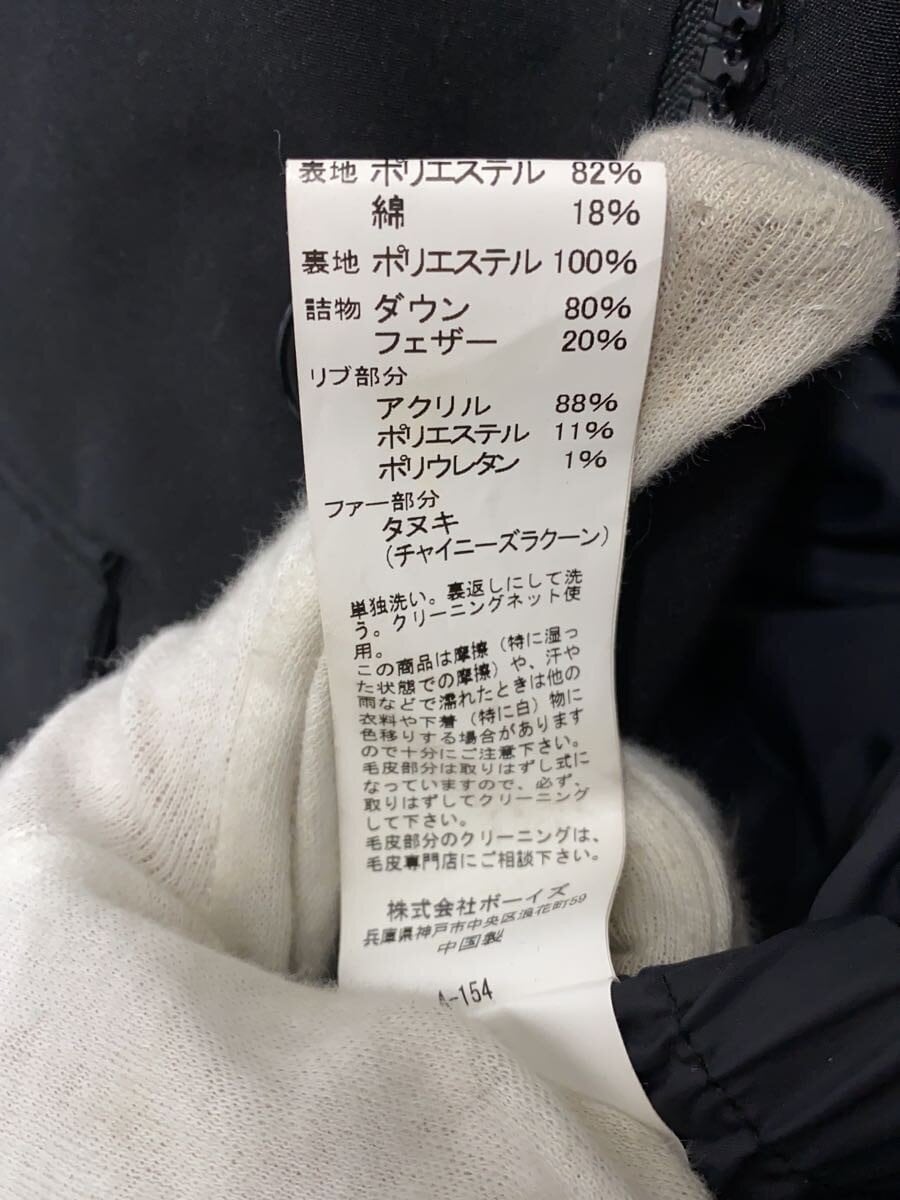 表地 ポリエステル 82%
綿 18%
裏地 ポリエステル 100%
詰物 ダウン 80%
フェザー 20%
リブ部分
アクリル 88%
ポリエステル 11%
ポリウレタン 1%
ファー部分
タヌキ
(チャイニーズラクーン)
単独洗い。裏返しにして洗
う。クリーニングネット使
用。
この商品は摩擦（特に湿っ
た状態での摩擦）や、汗や
雨などで濡れたときは他の
衣料や下着（特に白）物に
色移りする場合があります
ので十分にご注意下さい。
毛皮部分は取りはずし式に
なっていますので、必ず、
取りはずしてクリーニング
して下さい。
毛皮部分のクリーニングは、
毛皮専門店にご相談下さい。
株式会社ボーイズ
兵庫県神戸市中央区浪花町59
中国製
A-154